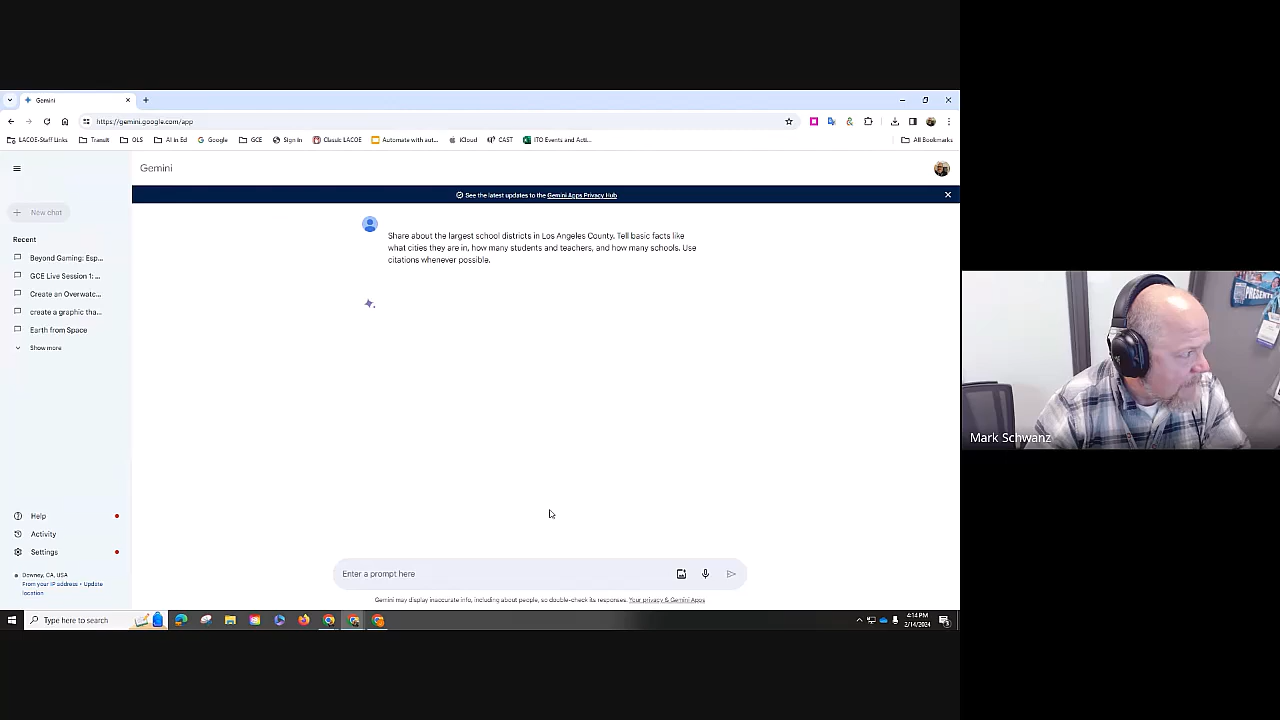 Gemini
https://gemini.google.com/app
LACOE-Staff Links
Transit
OLS
AI in Ed
Google
GCE
Sign in
Classic LACOE
Automate with aut...
iCloud
CAST
ITO Events and Acti...
All Bookmarks
Gemini
See the latest updates to the Gemini Apps Privacy Hub
New chat
Recent
Beyond Gaming: Esp...
GCE Live Session 1:...
Create an Overwatc...
create a graphic tha...
Earth from Space
Show more
Share about the largest school districts in Los Angeles County. Tell basic facts like
what cities they are in, how many students and teachers, and how many schools. Use
citations whenever possible.
Mark Schwanz
Help
Activity
Settings
Downey, CA, USA
From your IP address • Update
location
Enter a prompt here
Gemini may display inaccurate info, including about people, so double-check its responses. Your privacy & Gemini Apps
Type here to search
4:14 PM
2/14/2024